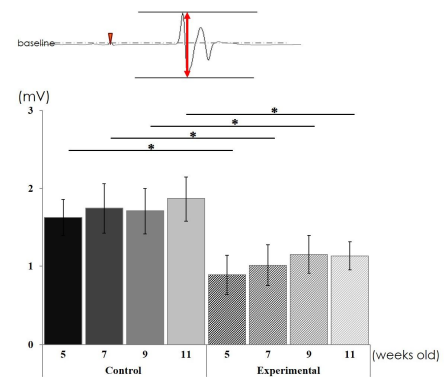 baseline
(mV)
3
*
*
*
*
2
1
0
5 7 9 11 5 7 9 11 (weeks old)
Control Experimental